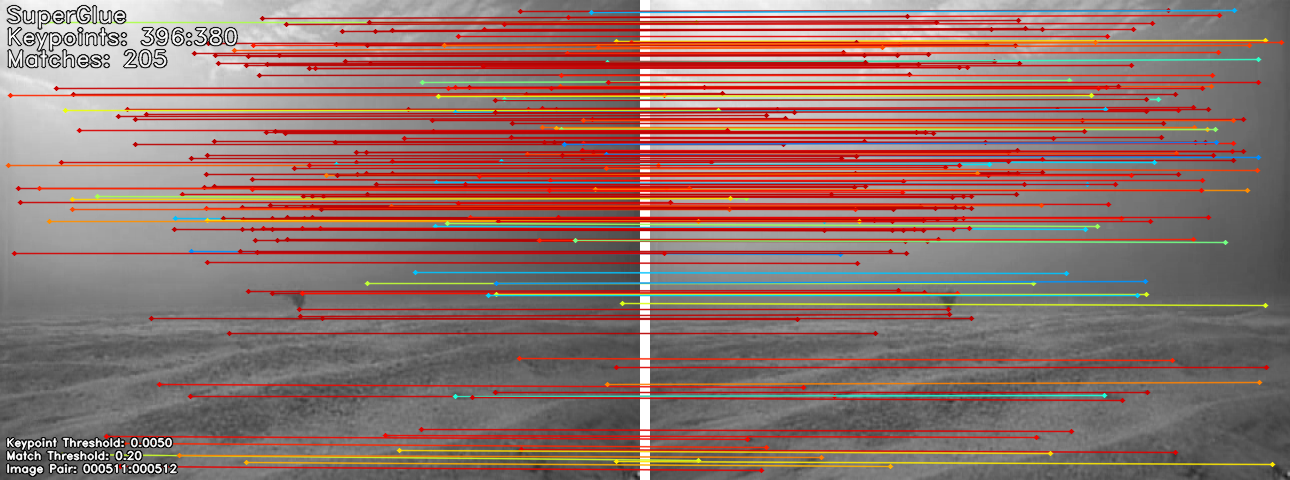 SuperGlue
Keypoints: 396:380
Matches: 205
Keypoint Threshold: 0.0050
Match Threshold: 0.20
Image Pair: 000511:000512